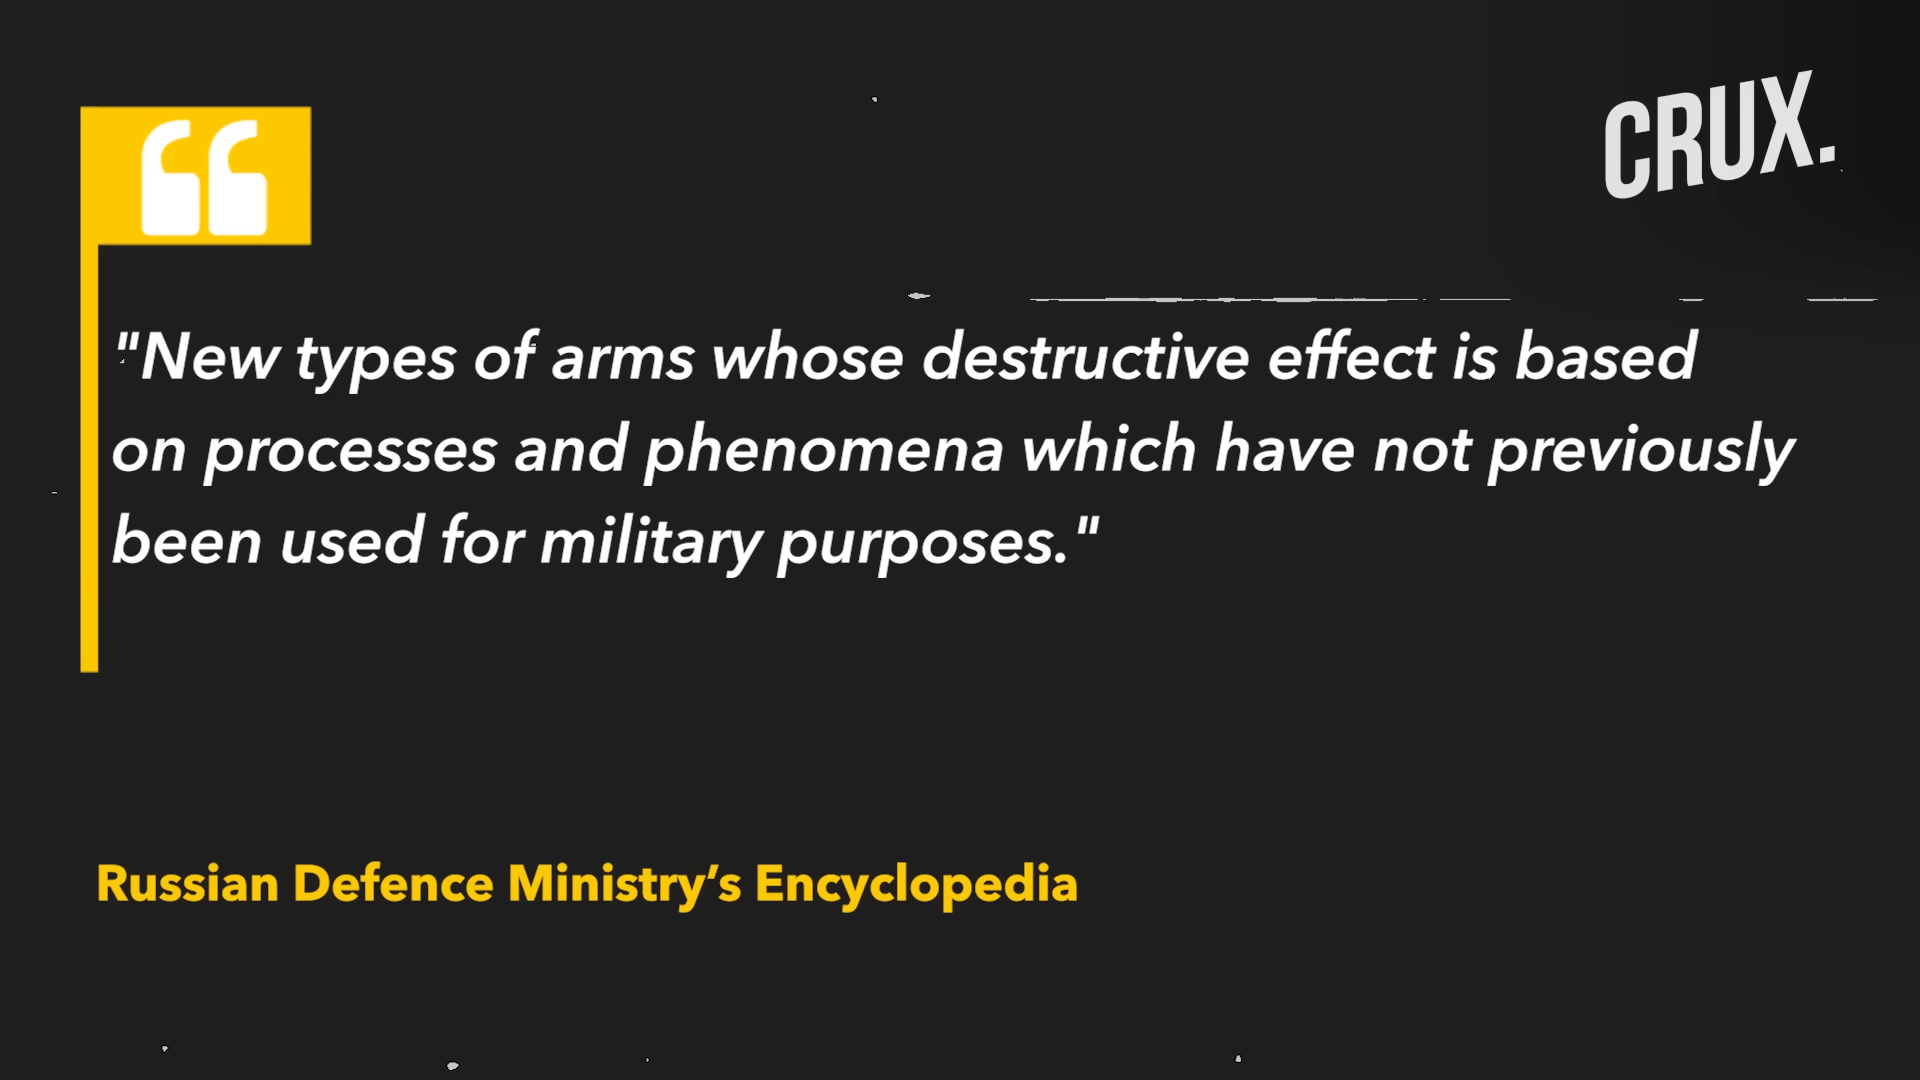 CRUX.
"New types of arms whose destructive effect is based
on processes and phenomena which have not previously
been used for military purposes."
Russian Defence Ministry’s Encyclopedia